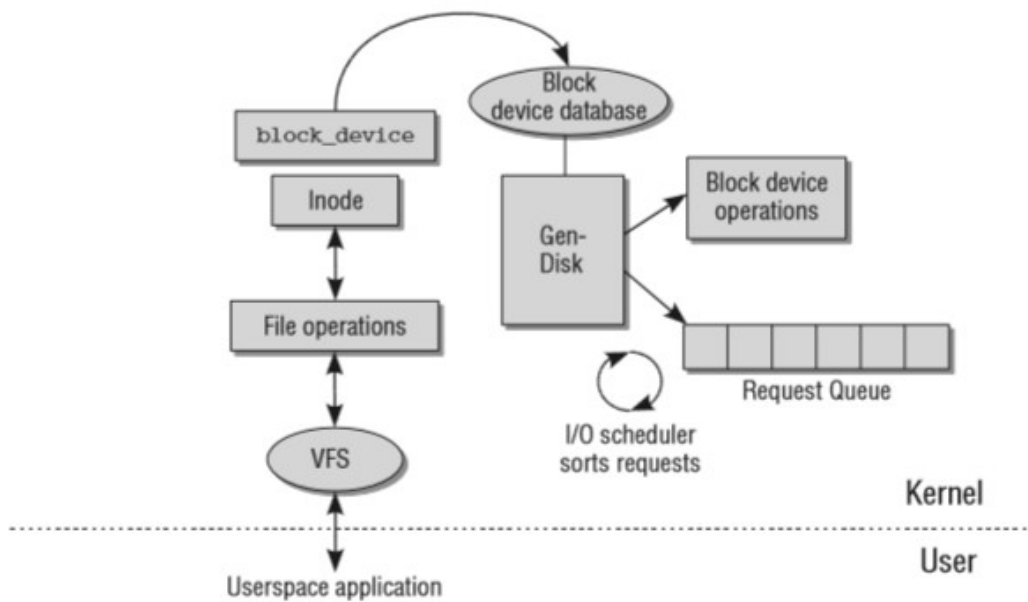 Block
device database
block_device
Inode
Block device
operations
Gen-
Disk
File operations
Request Queue
I/O scheduler
sorts requests
VFS
Kernel
User
Userspace application